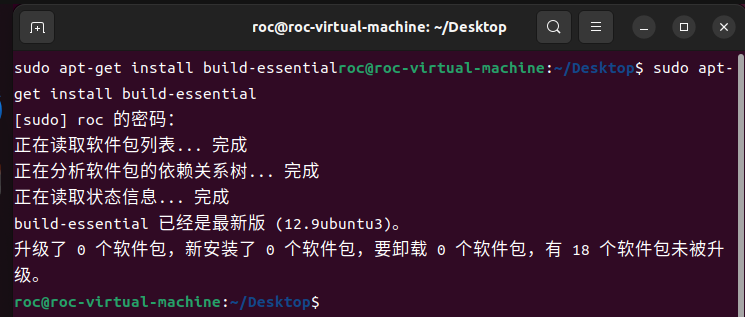 roc@roc-virtual-machine: ~/Desktop
sudo apt-get install build-essentialroc@roc-virtual-machine:~/Desktop$ sudo apt-
get install build-essential
[sudo] roc 的密码：
正在读取软件包列表... 完成
正在分析软件包的依赖关系树... 完成
正在读取状态信息... 完成
build-essential 已经是最新版 (12.9ubuntu3)。
升级了 0 个软件包，新安装了 0 个软件包，要卸载 0 个软件包，有 18 个软件包未被升
级。
roc@roc-virtual-machine:~/Desktop$